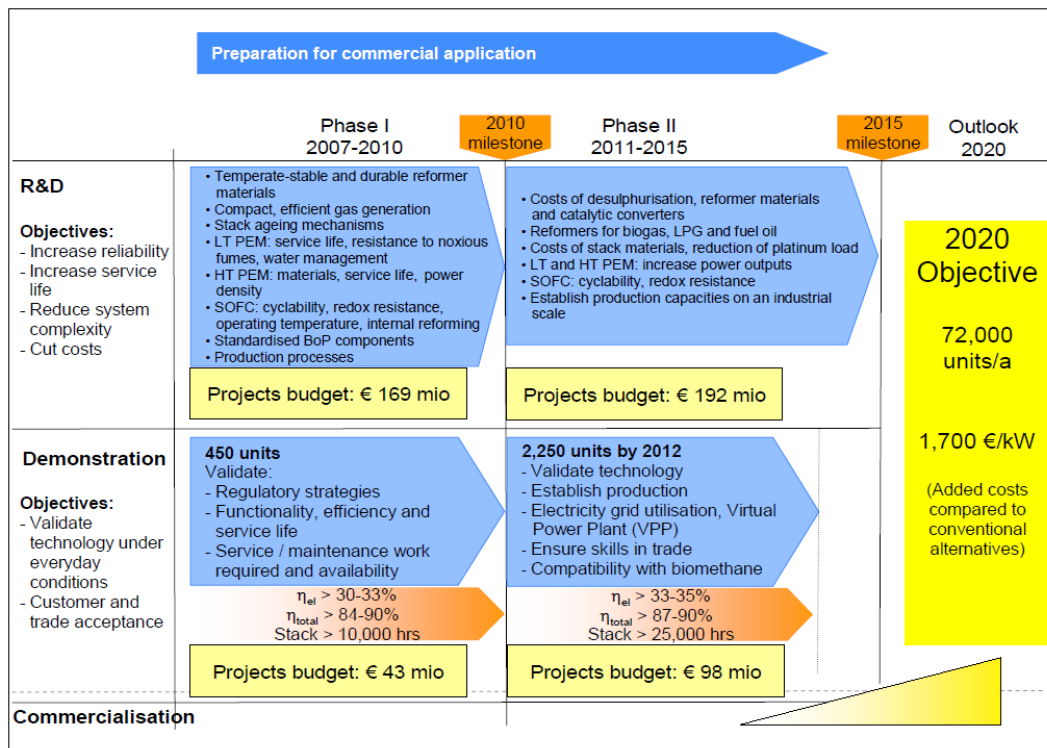 Preparation for commercial application
Phase I
2007-2010
2010
milestone
Phase II
2011-2015
2015
milestone
Outlook
2020
R&D
Objectives:
- Increase reliability
- Increase service
life
- Reduce system
complexity
- Cut costs
• Temperate-stable and durable reformer
materials
• Compact, efficient gas generation
• Stack ageing mechanisms
• LT PEM: service life, resistance to noxious
fumes, water management
• HT PEM: materials, service life, power
density
• SOFC: cyclability, redox resistance,
operating temperature, internal reforming
• Standardised BoP components
• Production processes
Projects budget: € 169 mio
• Costs of desulphurisation, reformer materials
and catalytic converters
• Reformers for biogas, LPG and fuel oil
• Costs of stack materials, reduction of platinum load
• LT and HT PEM: increase power outputs
• SOFC: cyclability, redox resistance
• Establish production capacities on an industrial
scale
Projects budget: € 192 mio
2020
Objective
72,000
units/a
1,700 €/kW
(Added costs
compared to
conventional
alternatives)
Demonstration
Objectives:
- Validate
technology under
everyday
conditions
- Customer and
trade acceptance
450 units
Validate:
- Regulatory strategies
- Functionality, efficiency and
service life
- Service / maintenance work
required and availability
ηel > 30-33%
ηtotal > 84-90%
Stack > 10,000 hrs
Projects budget: € 43 mio
2,250 units by 2012
- Validate technology
- Establish production
- Electricity grid utilisation, Virtual
Power Plant (VPP)
- Ensure skills in trade
- Compatibility with biomethane
ηel > 33-35%
ηtotal > 87-90%
Stack > 25,000 hrs
Projects budget: € 98 mio
Commercialisation